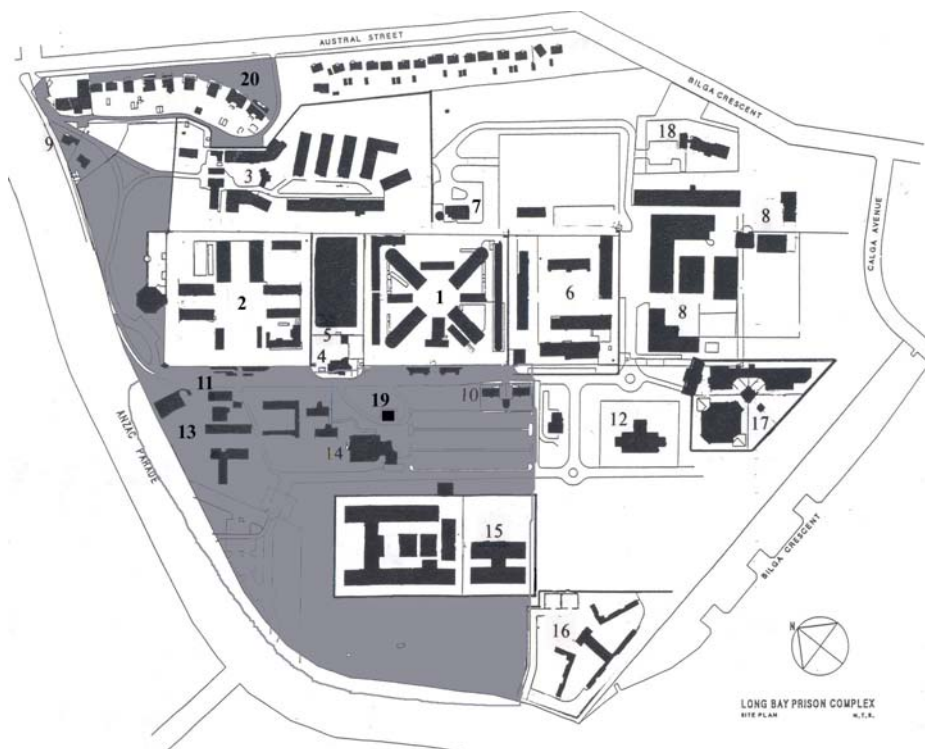 AUSTRAL STREET
20
BILGA CRESCENT
9
18
3
7
8
CALGA AVENUE
2
1
6
5
4
8
11
10
19
12
17
13
14
ANZAC PARADE
15
BILGA CRESCENT
16
N
LONG BAY PRISON COMPLEX
SITE PLAN N.T.S.